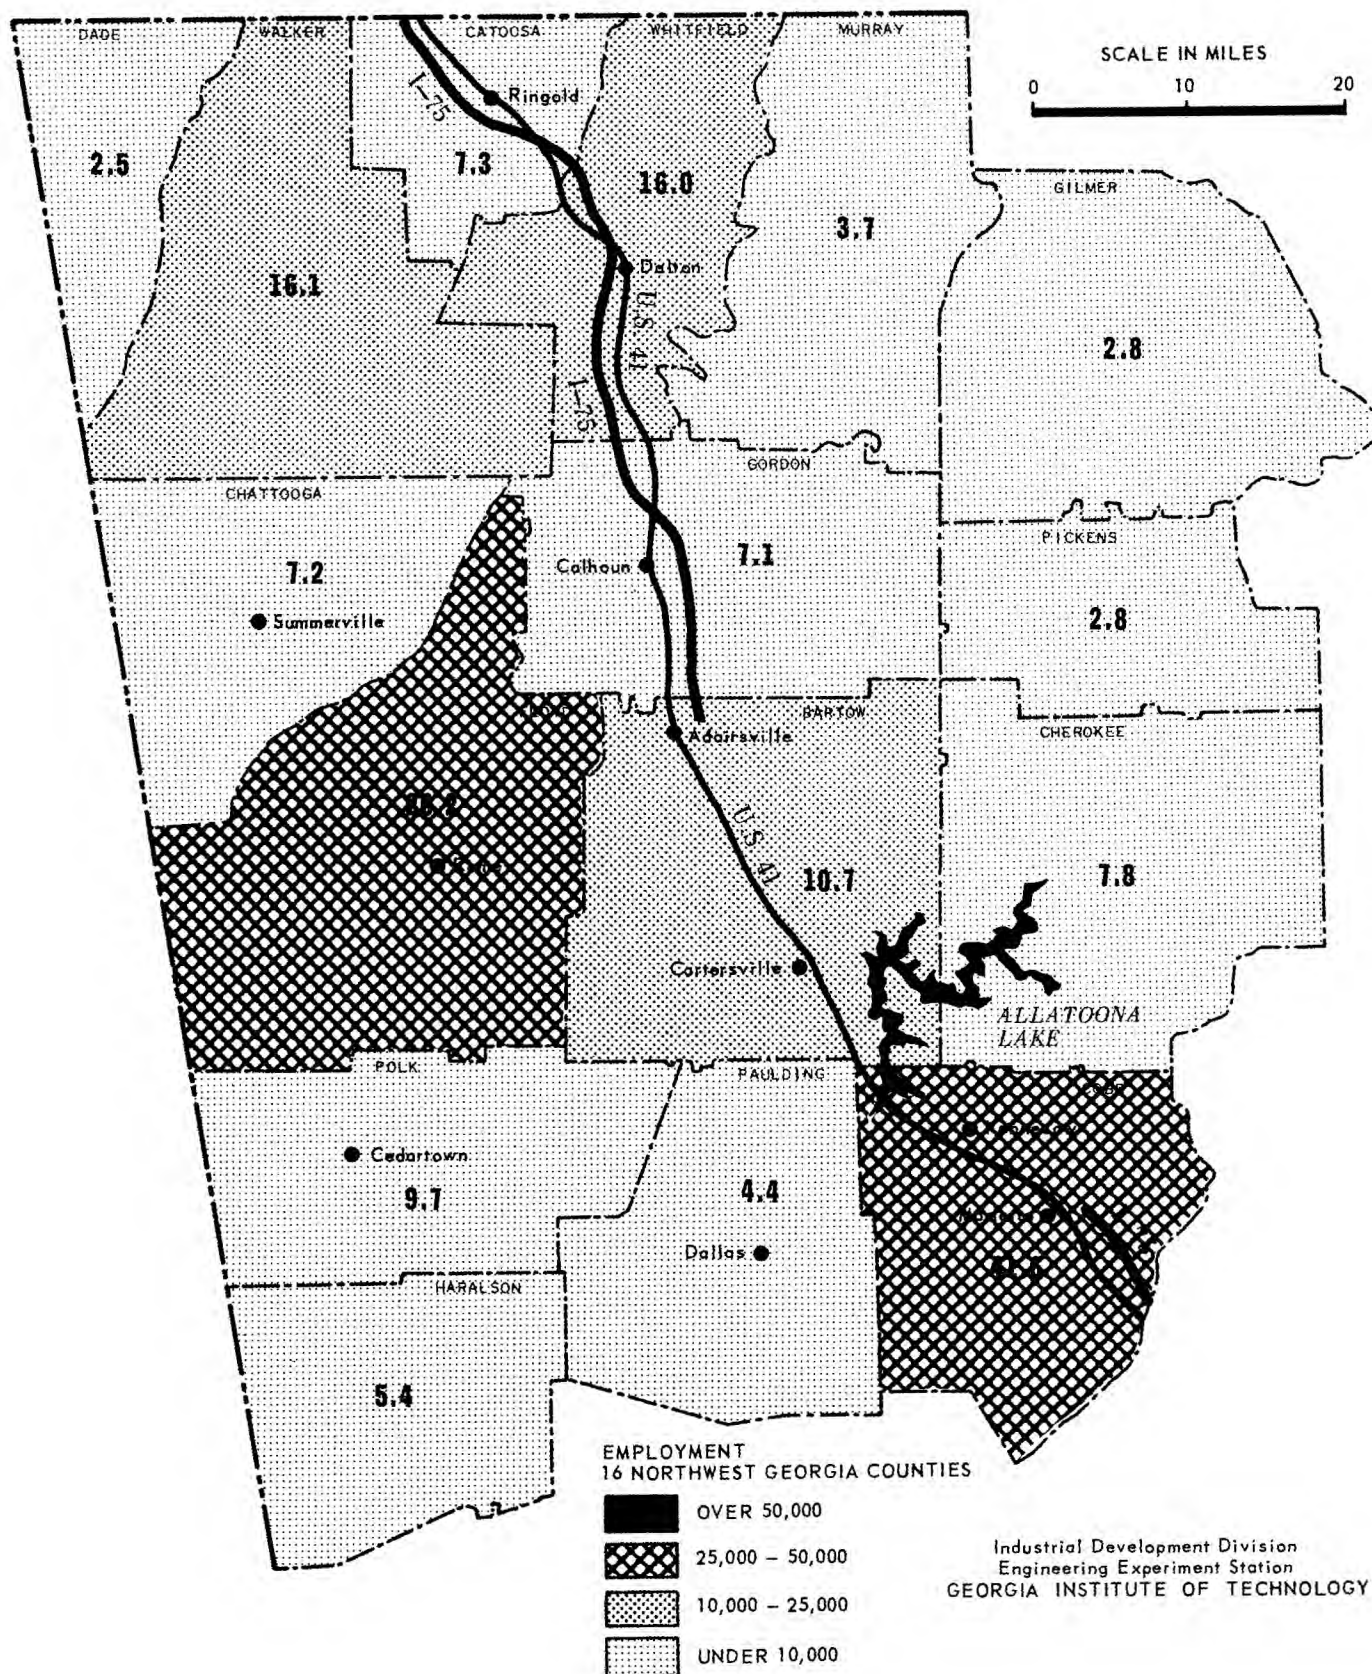 DADE
WALKER
CATOOSA
WHITFIELD
MURRAY
SCALE IN MILES
0 10 20
I-75
Ringold
2.5
7.3
16.0
GILMER
3.7
16.1
Dalton
U.S 41
2.8
I-75
GORDON
CHATTOOGA
PICKENS
7.2
Calhoun
7.1
Summerville
2.8
BARTOW
Adairsville
CHEROKEE
U.S 41
10.7
7.8
Cartersville
ALLATOONA
LAKE
POLK
PAULDING
COBB
Cedartown
9.7
4.4
Dallas
HARALSON
5.4
EMPLOYMENT
16 NORTHWEST GEORGIA COUNTIES
OVER 50,000
25,000 – 50,000
10,000 – 25,000
UNDER 10,000
Industrial Development Division
Engineering Experiment Station
GEORGIA INSTITUTE OF TECHNOLOGY